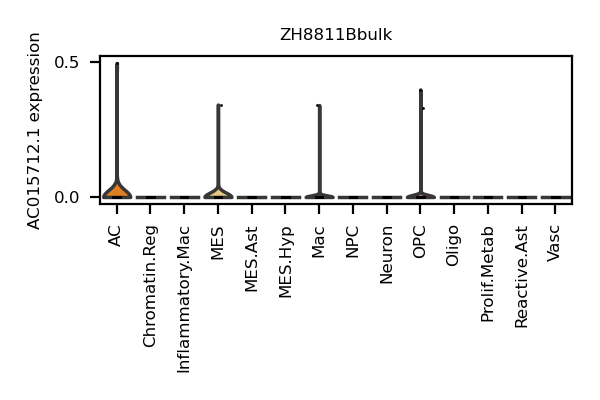 ZH8811Bbulk
AC015712.1 expression
0.5
0.0
AC
Chromatin.Reg
Inflammatory.Mac
MES
MES.Ast
MES.Hyp
Mac
NPC
Neuron
OPC
Oligo
Prolif.Metab
Reactive.Ast
Vasc